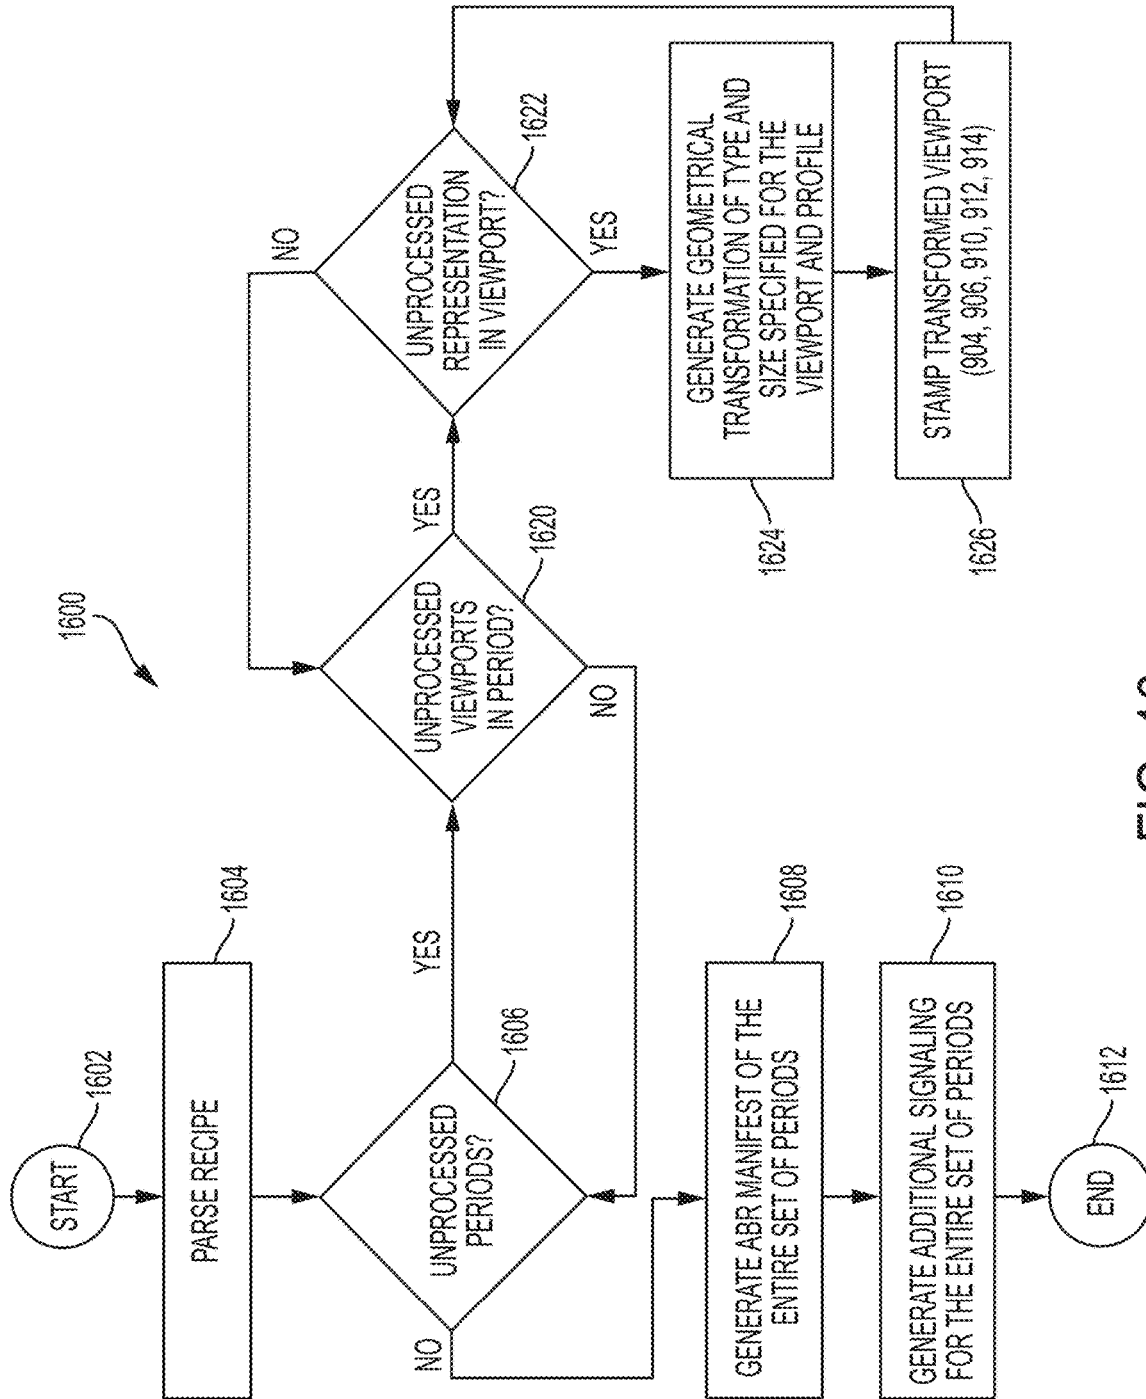 1600
START
1602
PARSE RECIPE
1604
UNPROCESSED
PERIODS?
1606
YES
NO
UNPROCESSED
VIEWPORTS
IN PERIOD?
1620
YES
NO
UNPROCESSED
REPRESENTATION
IN VIEWPORT?
1622
NO
YES
GENERATE GEOMETRICAL
TRANSFORMATION OF TYPE AND
SIZE SPECIFIED FOR THE
VIEWPORT AND PROFILE
1624
STAMP TRANSFORMED VIEWPORT
(904, 906, 910, 912, 914)
1626
GENERATE ABR MANIFEST OF THE
ENTIRE SET OF PERIODS
1608
GENERATE ADDITIONAL SIGNALING
FOR THE ENTIRE SET OF PERIODS
1610
END
1612
FIG.